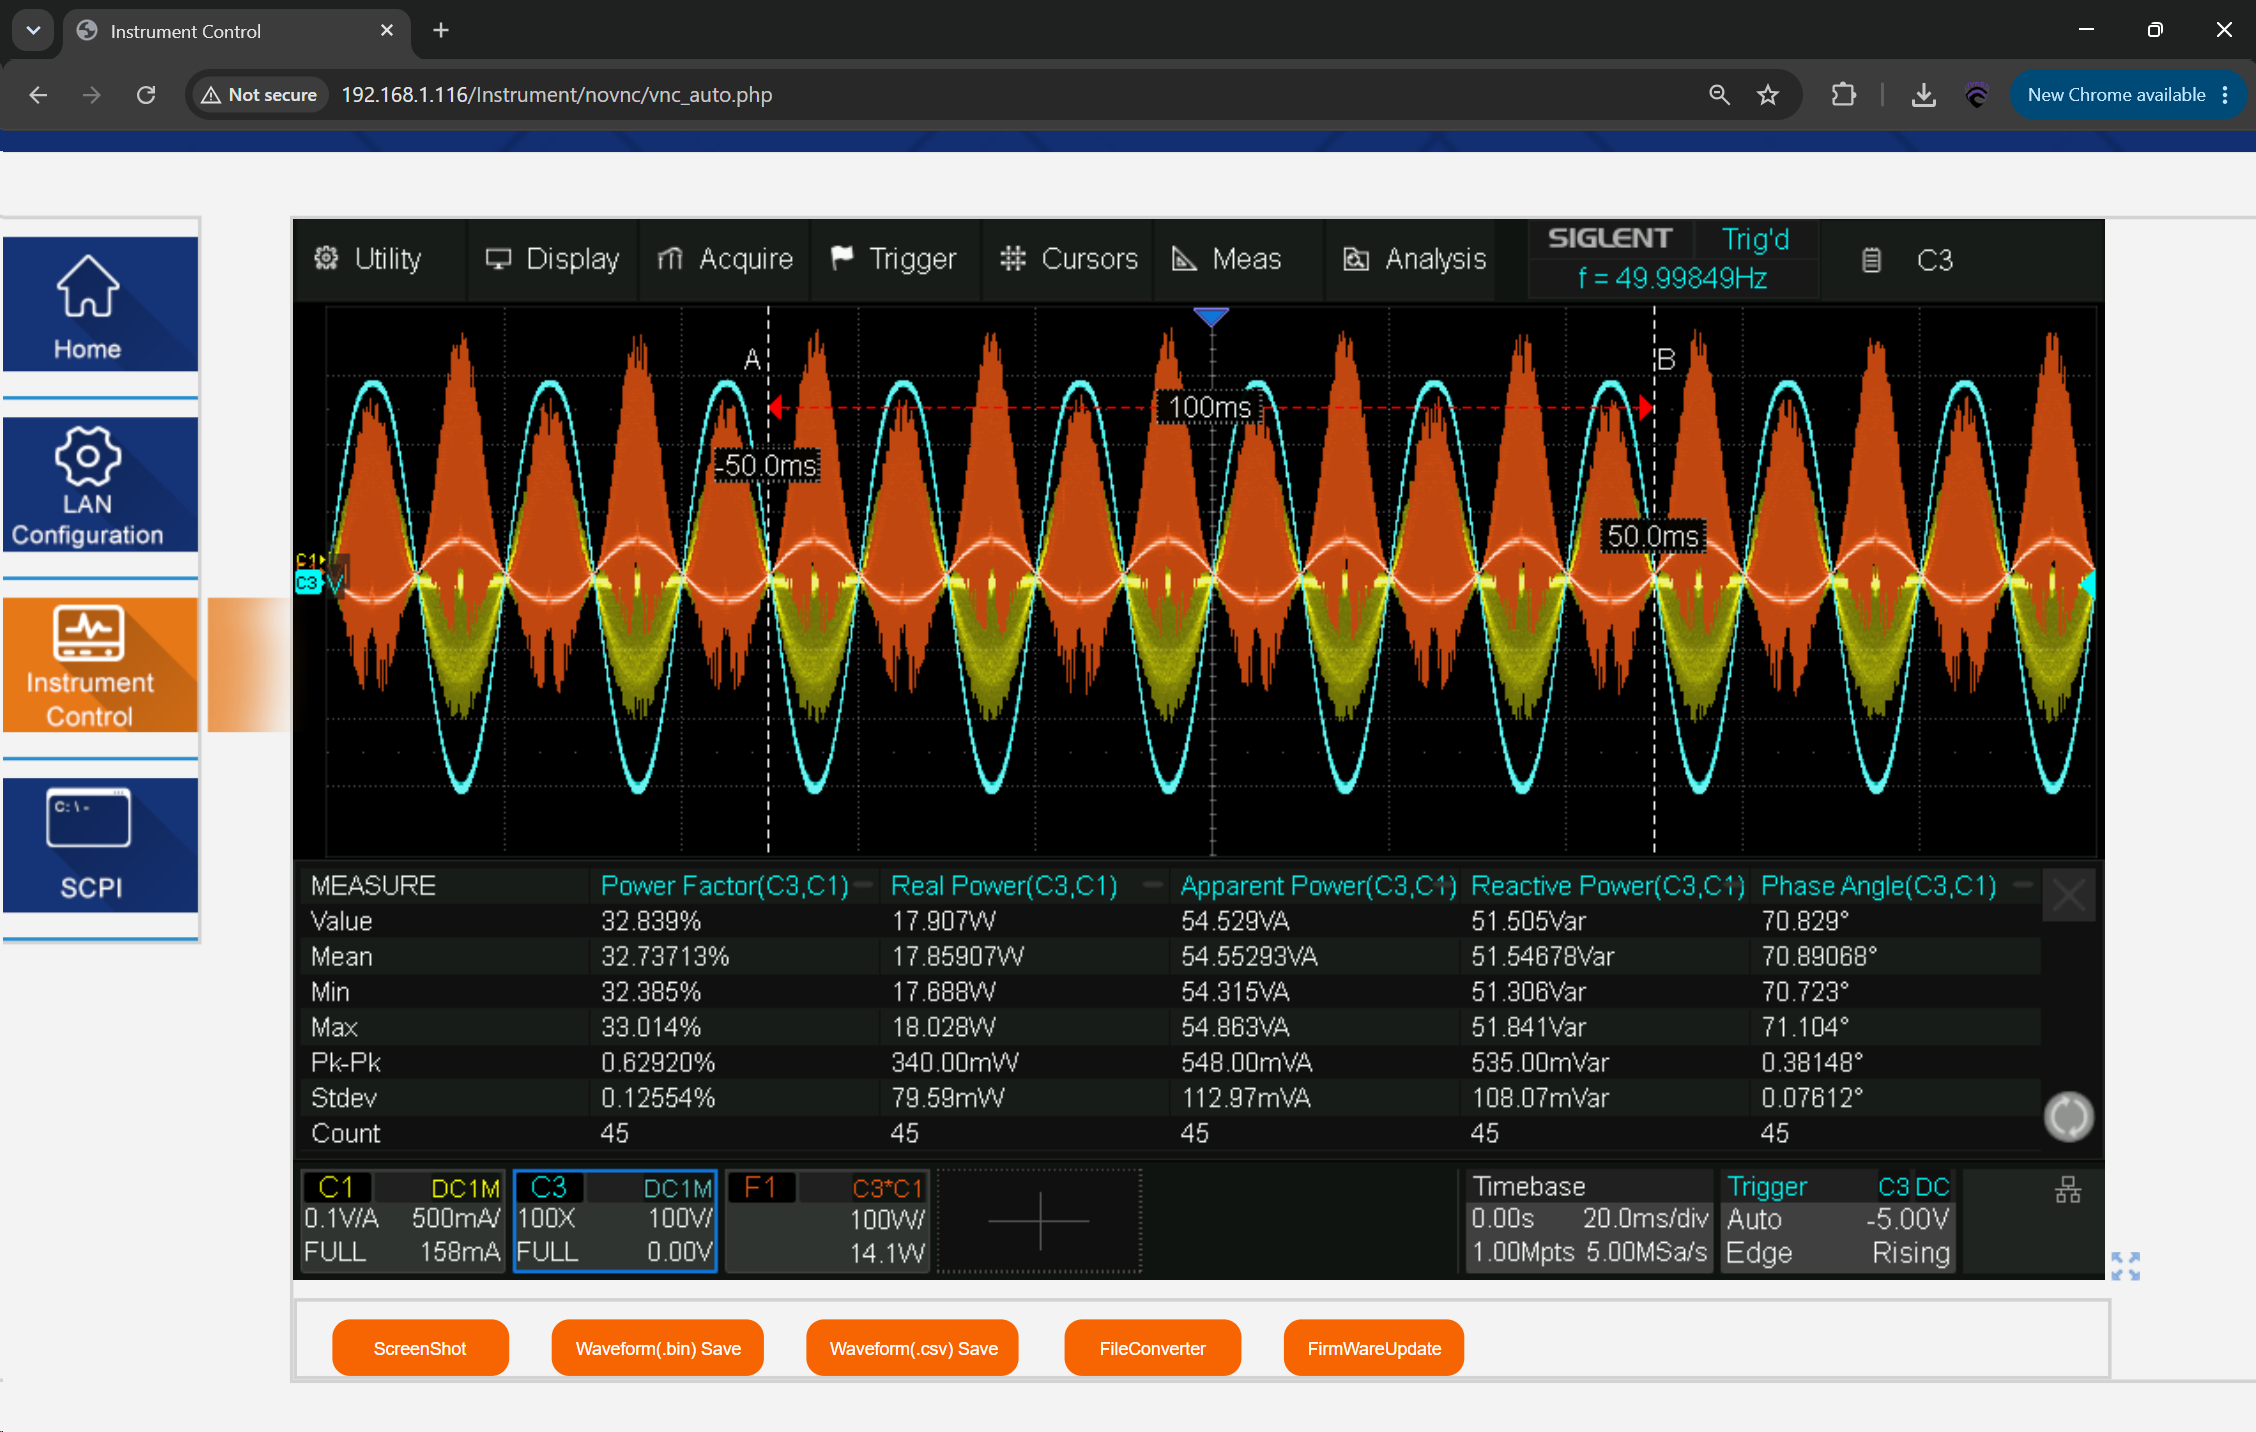 Instrument Control
Not secure
192.168.1.116/Instrument/novnc/vnc_auto.php
New Chrome available
Home
LAN
Configuration
Instrument
Control
C:\-
SCPI
Utility
Display
Acquire
Trigger
Cursors
Meas
Analysis
SIGLENT
Trig'd
f = 49.99849Hz
C3
A
B
100ms
-50.0ms
50.0ms
C1
C3
MEASURE Power Factor(C3,C1) Real Power(C3,C1) Apparent Power(C3,C1) Reactive Power(C3,C1) Phase Angle(C3,C1)
Value 32.839% 17.907W 54.529VA 51.505Var 70.829°
Mean 32.73713% 17.85907W 54.55293VA 51.54678Var 70.89068°
Min 32.385% 17.688W 54.315VA 51.306Var 70.723°
Max 33.014% 18.028W 54.863VA 51.841Var 71.104°
Pk-Pk 0.62920% 340.00mW 548.00mVA 535.00mVar 0.38148°
Stdev 0.12554% 79.59mW 112.97mVA 108.07mVar 0.07612°
Count 45 45 45 45 45
C1 DC1M
0.1V/A 500mA/
FULL 158mA
C3 DC1M
100X 100V/
FULL 0.00V
F1 C3*C1
100W/
14.1W
Timebase
0.00s 20.0ms/div
1.00Mpts 5.00MSa/s
Trigger C3 DC
Auto -5.00V
Edge Rising
ScreenShot
Waveform(.bin) Save
Waveform(.csv) Save
FileConverter
FirmWareUpdate